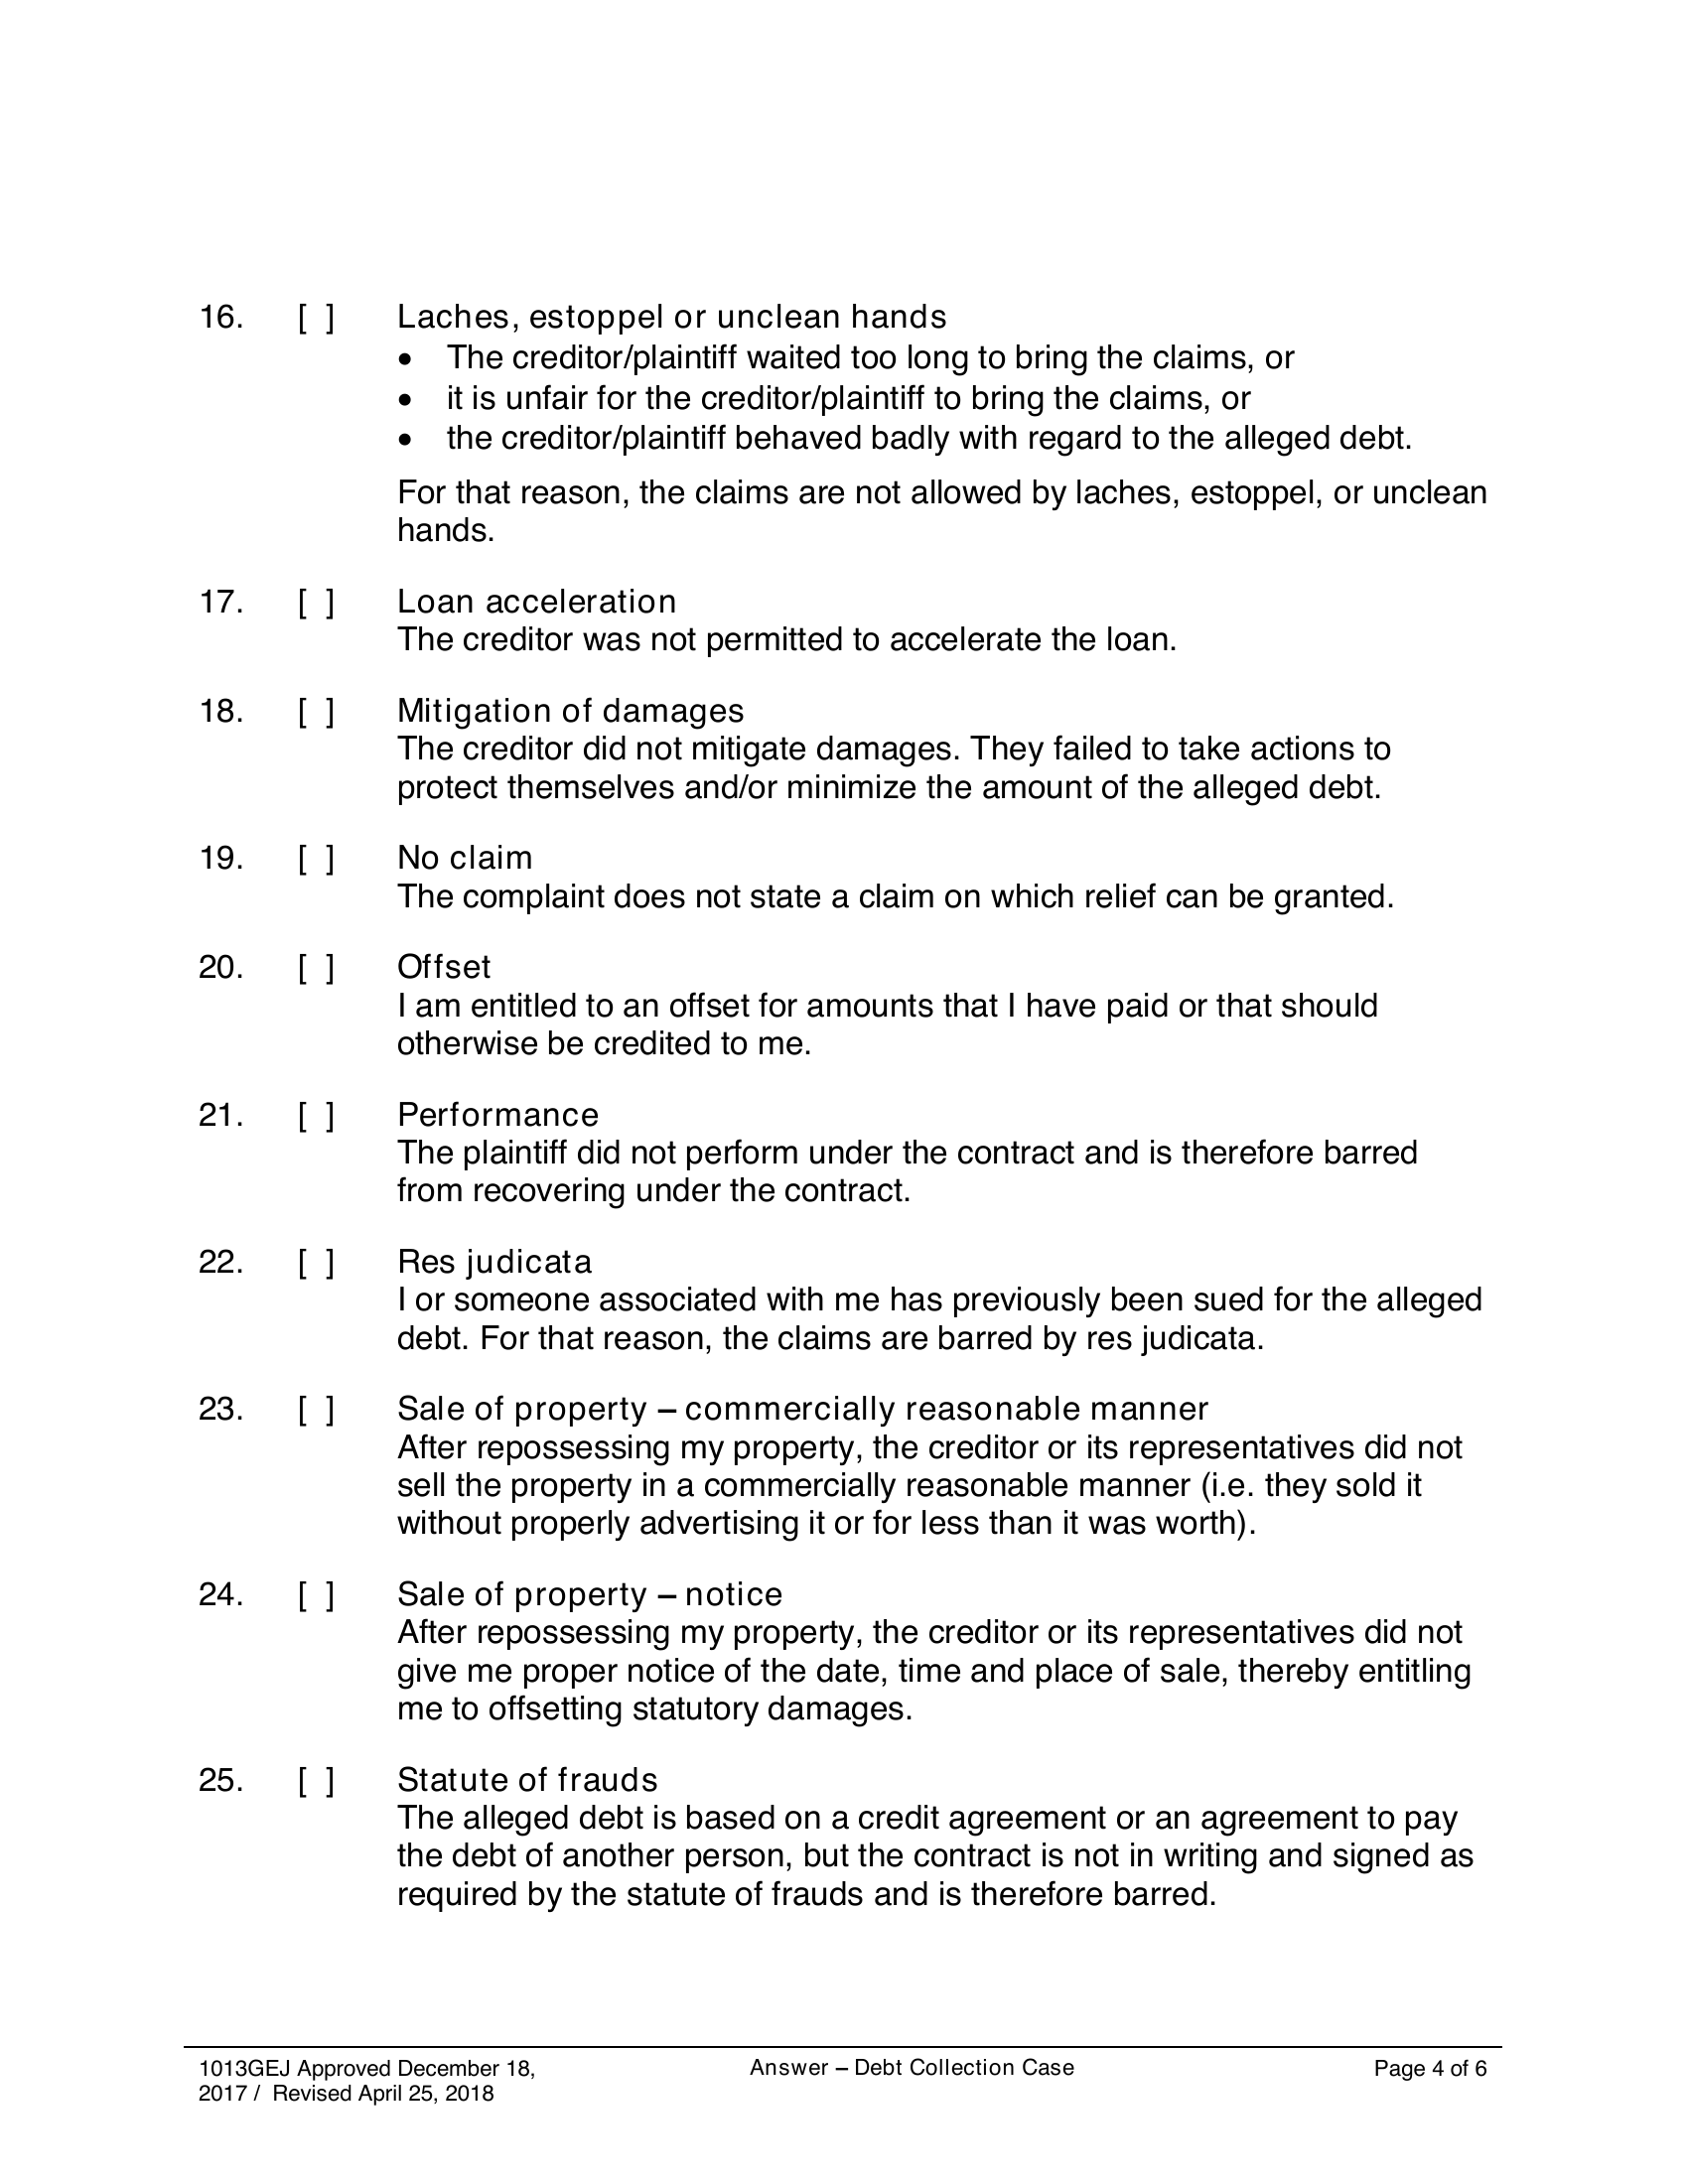 16. [ ] Laches, estoppel or unclean hands
• The creditor/plaintiff waited too long to bring the claims, or
• it is unfair for the creditor/plaintiff to bring the claims, or
• the creditor/plaintiff behaved badly with regard to the alleged debt.
For that reason, the claims are not allowed by laches, estoppel, or unclean
hands.
17. [ ] Loan acceleration
The creditor was not permitted to accelerate the loan.
18. [ ] Mitigation of damages
The creditor did not mitigate damages. They failed to take actions to
protect themselves and/or minimize the amount of the alleged debt.
19. [ ] No claim
The complaint does not state a claim on which relief can be granted.
20. [ ] Offset
I am entitled to an offset for amounts that I have paid or that should
otherwise be credited to me.
21. [ ] Performance
The plaintiff did not perform under the contract and is therefore barred
from recovering under the contract.
22. [ ] Res judicata
I or someone associated with me has previously been sued for the alleged
debt. For that reason, the claims are barred by res judicata.
23. [ ] Sale of property – commercially reasonable manner
After repossessing my property, the creditor or its representatives did not
sell the property in a commercially reasonable manner (i.e. they sold it
without properly advertising it or for less than it was worth).
24. [ ] Sale of property – notice
After repossessing my property, the creditor or its representatives did not
give me proper notice of the date, time and place of sale, thereby entitling
me to offsetting statutory damages.
25. [ ] Statute of frauds
The alleged debt is based on a credit agreement or an agreement to pay
the debt of another person, but the contract is not in writing and signed as
required by the statute of frauds and is therefore barred.
1013GEJ Approved December 18, Answer – Debt Collection Case Page 4 of 6
2017 / Revised April 25, 2018